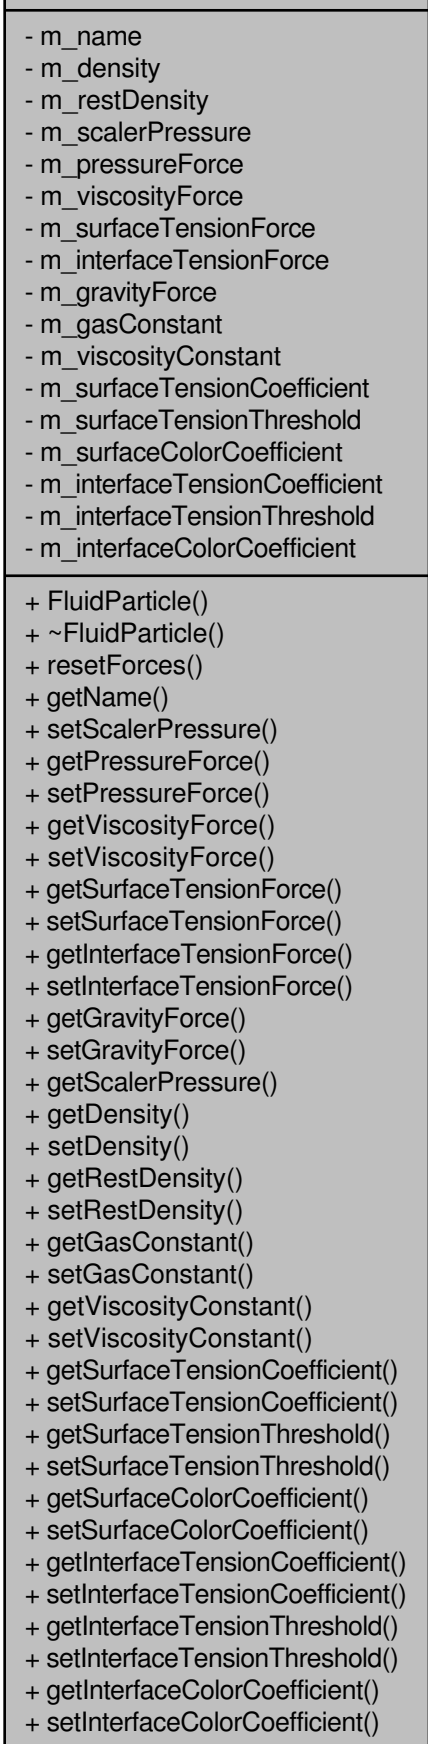 - m_name
- m_density
- m_restDensity
- m_scalerPressure
- m_pressureForce
- m_viscosityForce
- m_surfaceTensionForce
- m_interfaceTensionForce
- m_gravityForce
- m_gasConstant
- m_viscosityConstant
- m_surfaceTensionCoefficient
- m_surfaceTensionThreshold
- m_surfaceColorCoefficient
- m_interfaceTensionCoefficient
- m_interfaceTensionThreshold
- m_interfaceColorCoefficient
+ FluidParticle()
+ ~FluidParticle()
+ resetForces()
+ getName()
+ setScalerPressure()
+ getPressureForce()
+ setPressureForce()
+ getViscosityForce()
+ setViscosityForce()
+ getSurfaceTensionForce()
+ setSurfaceTensionForce()
+ getInterfaceTensionForce()
+ setInterfaceTensionForce()
+ getGravityForce()
+ setGravityForce()
+ getScalerPressure()
+ getDensity()
+ setDensity()
+ getRestDensity()
+ setRestDensity()
+ getGasConstant()
+ setGasConstant()
+ getViscosityConstant()
+ setViscosityConstant()
+ getSurfaceTensionCoefficient()
+ setSurfaceTensionCoefficient()
+ getSurfaceTensionThreshold()
+ setSurfaceTensionThreshold()
+ getSurfaceColorCoefficient()
+ setSurfaceColorCoefficient()
+ getInterfaceTensionCoefficient()
+ setInterfaceTensionCoefficient()
+ getInterfaceTensionThreshold()
+ setInterfaceTensionThreshold()
+ getInterfaceColorCoefficient()
+ setInterfaceColorCoefficient()